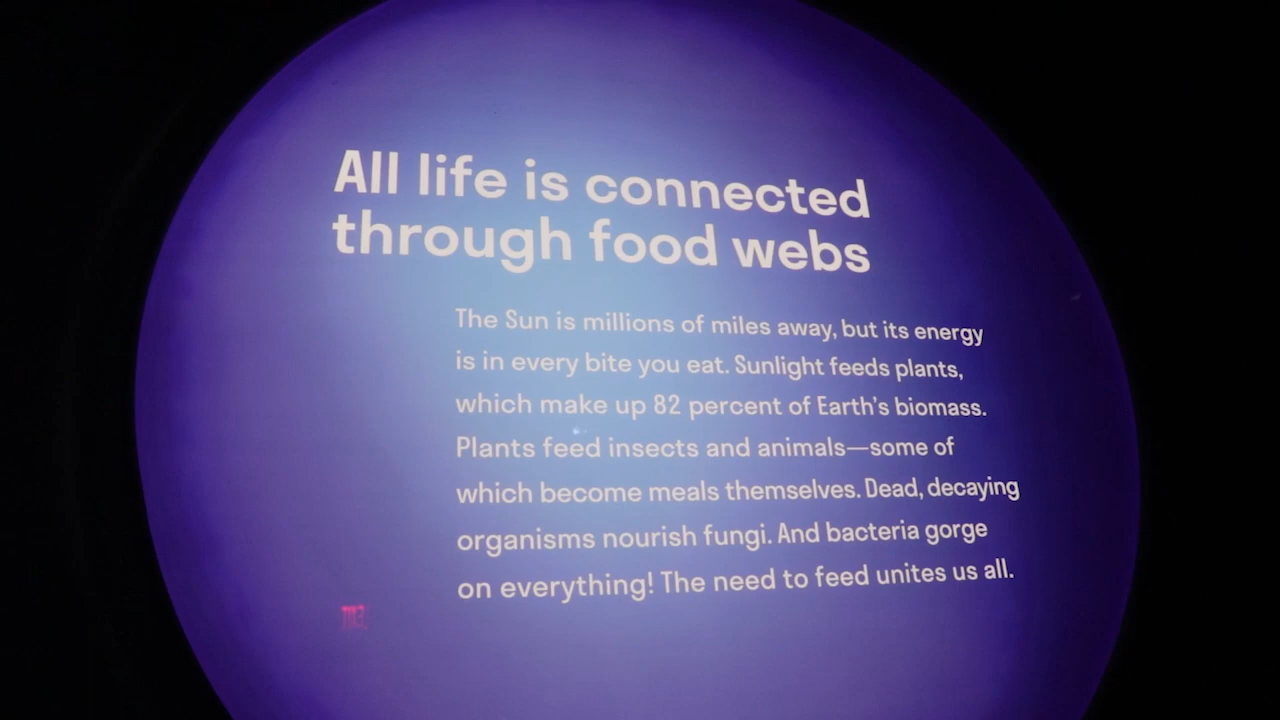 All life is connected
through food webs
The Sun is millions of miles away, but its energy
is in every bite you eat. Sunlight feeds plants,
which make up 82 percent of Earth’s biomass.
Plants feed insects and animals—some of
which become meals themselves. Dead, decaying
organisms nourish fungi. And bacteria gorge
on everything! The need to feed unites us all.